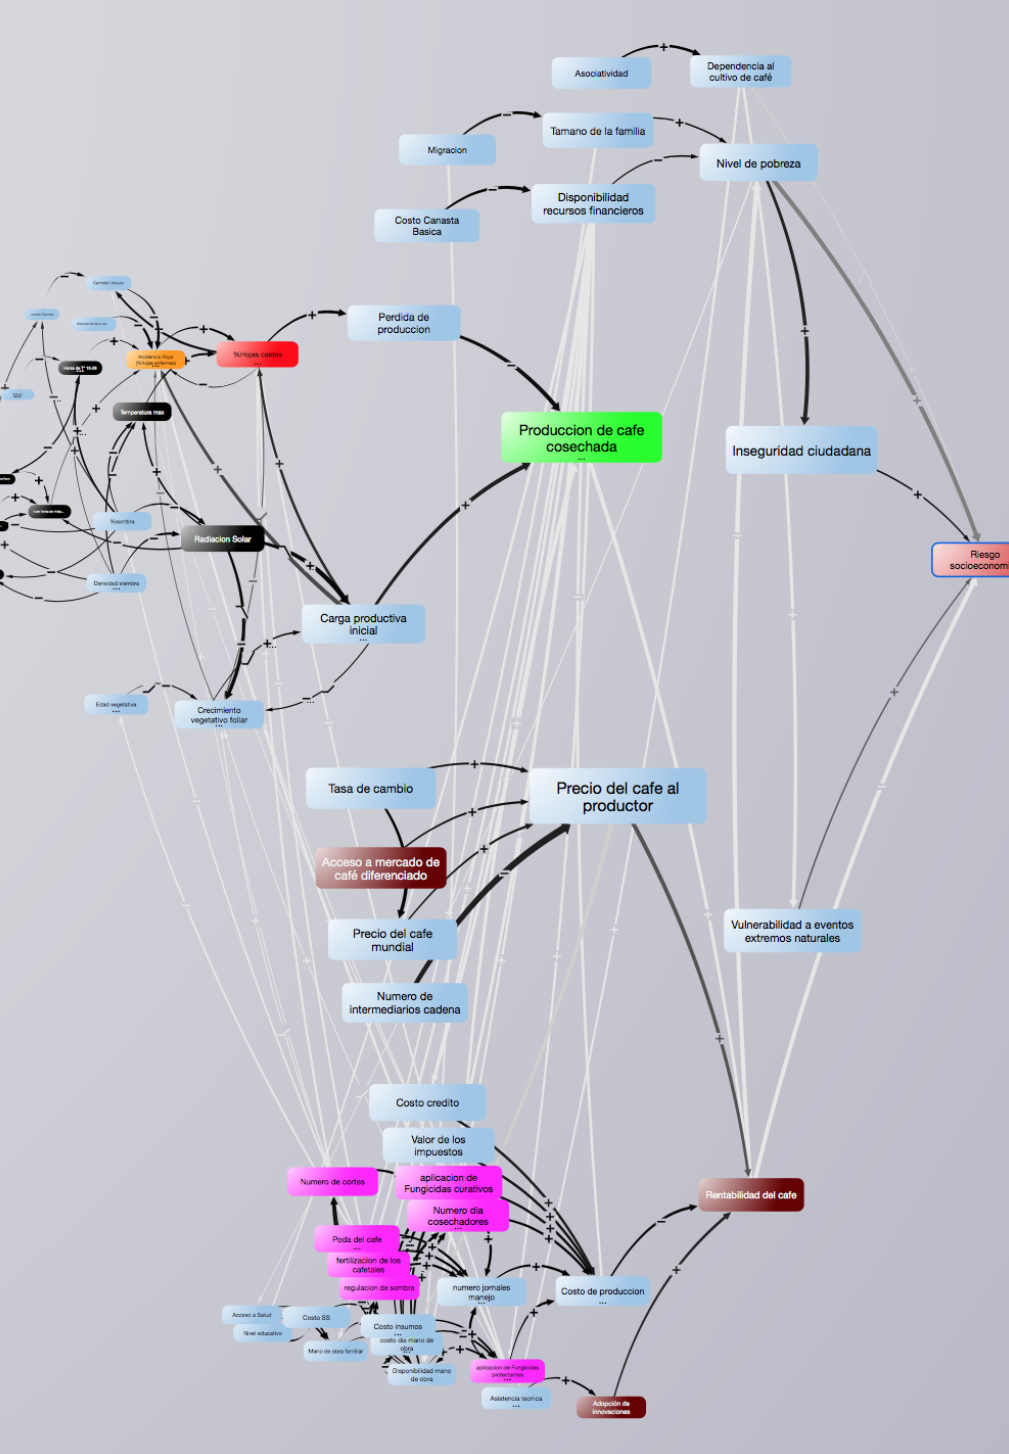 Asociatividad
Dependencia al
cultivo de café
Tamano de la familia
Migracion
Nivel de pobreza
Disponibilidad
recursos financieros
Costo Canasta
Basica
Perdida de
produccion
%Hojas caidas
...
Temperatura max
Produccion de cafe
cosechada
...
Inseguridad ciudadana
%sombra
Radiacion Solar
Riesgo
socioeconom
Densidad siembra
...
Carga productiva
inicial
...
Edad vegetativa
...
Crecimiento
vegetativo foliar
...
Tasa de cambio
Precio del cafe al
productor
Acceso a mercado de
café diferenciado
Precio del cafe
mundial
Vulnerabilidad a eventos
extremos naturales
Numero de
intermediarios cadena
Costo credito
Valor de los
impuestos
Numero de cortes
aplicacion de
Fungicidas curativos
Rentabilidad del cafe
Numero dia
cosechadores
...
Poda del cafe
...
fertilizacion de los
cafetales
regulacion de sombra
numero jornales
manejo
...
Costo de produccion
...
Acceso a Salud
Costo SS
Nivel educativo
Costo insumos
...
costo dia mano de
obra
Mano de obra familiar
Disponibilidad mano
de obra
aplicacion de Fungicidas
protectantes
...
Asistencia tecnica
...
Adopción de
innovaciones